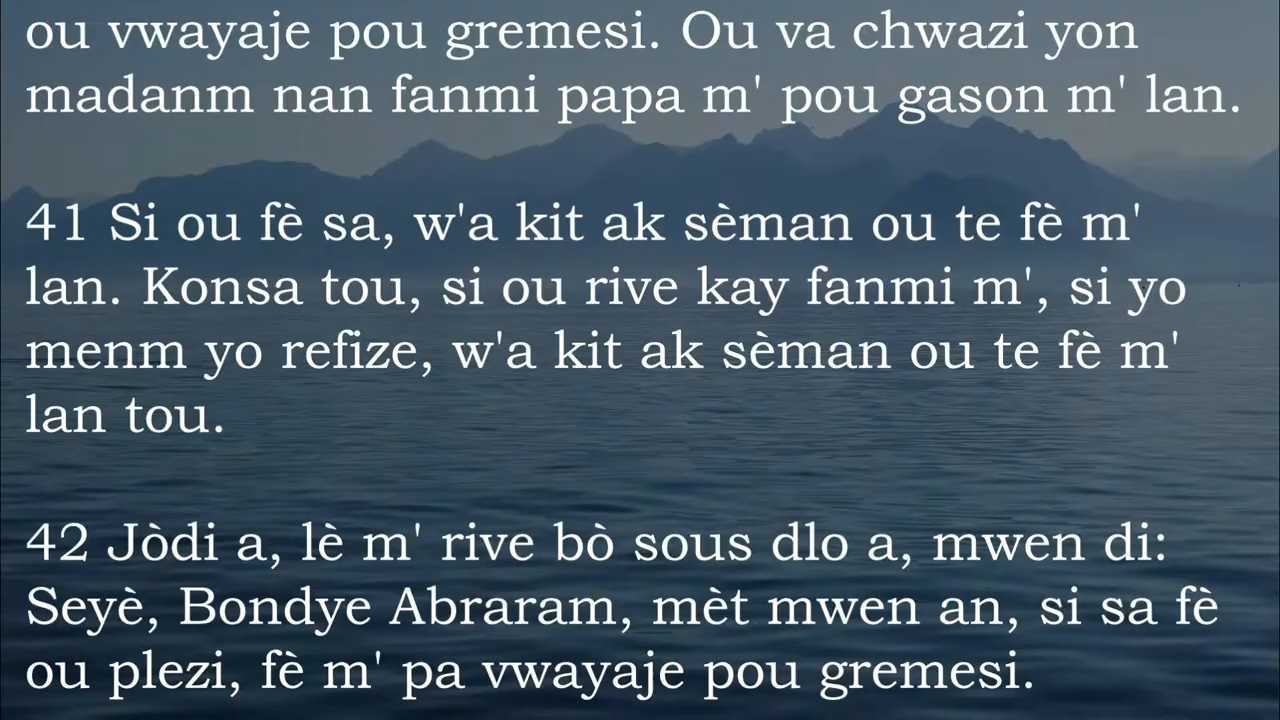 ou vwayaje pou gremesi. Ou va chwazi yon
madanm nan fanmi papa m' pou gason m' lan.
41 Si ou fè sa, w'a kit ak sèman ou te fè m'
lan. Konsa tou, si ou rive kay fanmi m', si yo
menm yo refize, w'a kit ak sèman ou te fè m'
lan tou.
42 Jòdi a, lè m' rive bò sous dlo a, mwen di:
Seyè, Bondye Abraram, mèt mwen an, si sa fè
ou plezi, fè m' pa vwayaje pou gremesi.